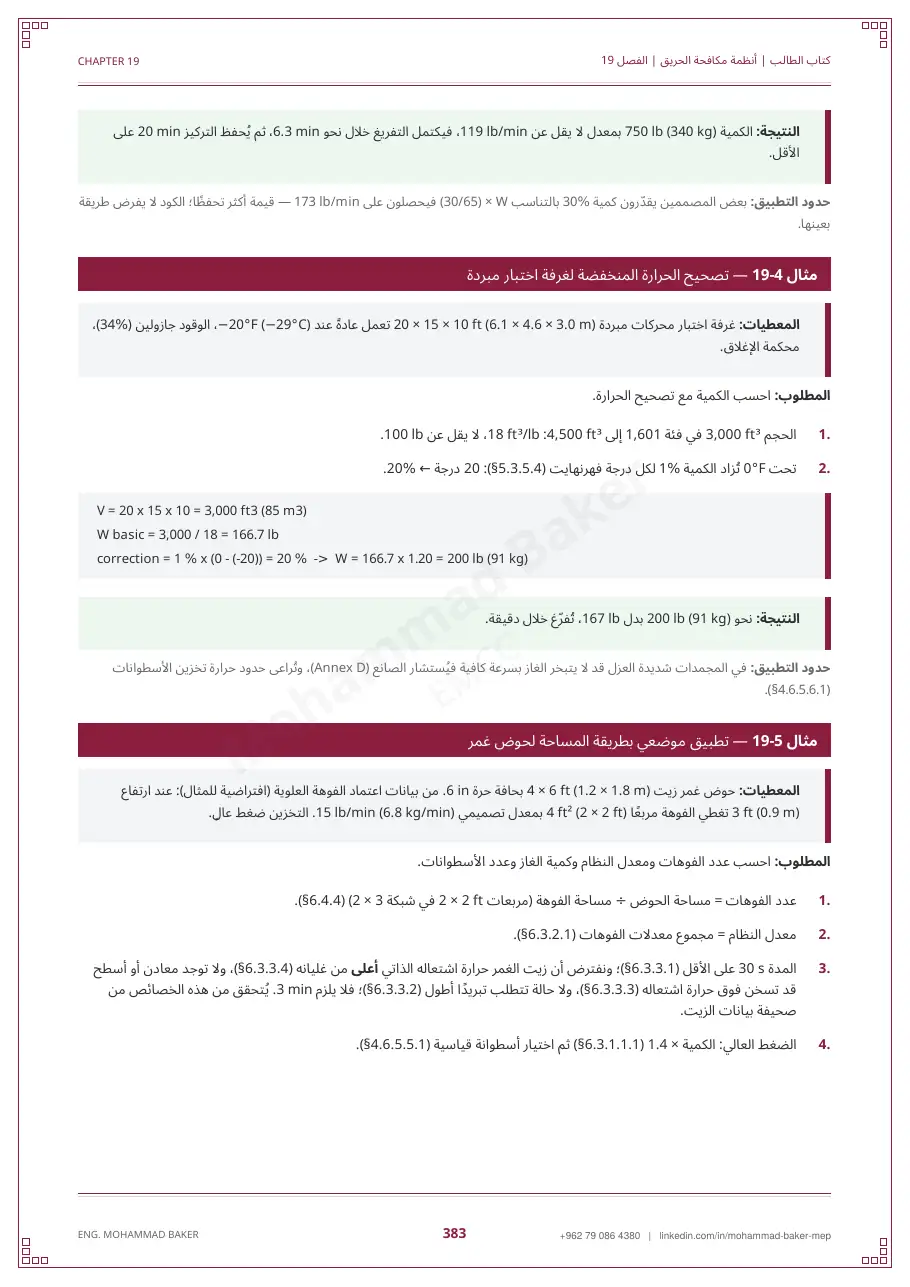 CHAPTER 19
كتاب الطالب | أنظمة مكافحة الحريق | الفصل 19
النتيجة: الكمية 750 lb (340 kg) بمعدل لا يقل عن 119 lb/min، فيكتمل التفريغ خلال نحو 6.3 min، ثم يُحفظ التركيز 20 min على
الأقل.
حدود التطبيق: بعض المصممين يقدّرون كمية %30 بالتناسب W × (30/65) فيحصلون على 173 lb/min — قيمة أكثر تحفظًا؛ الكود لا يفرض طريقة
بعينها.
مثال 4-19 — تصحيح الحرارة المنخفضة لغرفة اختبار مبردة
المعطيات: غرفة اختبار محركات مبردة 20 × 15 × 10 ft (6.1 × 4.6 × 3.0 m) تعمل عادةً عند −20°F (−29°C)، الوقود جازولين (34%)،
محكمة الإغلاق.
المطلوب: احسب الكمية مع تصحيح الحرارة.
1. الحجم 3,000 ft³ في فئة 1,601 إلى 4,500 ft³: 18 ft³/lb، لا يقل عن 100 lb.
2. تحت 0°F تُزاد الكمية 1% لكل درجة فهرنهايت (§5.3.5.4): 20 درجة ← 20%.
V = 20 x 15 x 10 = 3,000 ft3 (85 m3)
W basic = 3,000 / 18 = 166.7 lb
correction = 1 % x (0 - (-20)) = 20 % -> W = 166.7 x 1.20 = 200 lb (91 kg)
النتيجة: نحو 200 lb (91 kg) بدل 167 lb، تُفرّغ خلال دقيقة.
حدود التطبيق: في المجمدات شديدة العزل قد لا يتبخر الغاز بسرعة كافية فيُستشار الصانع (Annex D)، وتُراعى حدود حرارة تخزين الأسطوانات
(§4.6.5.6.1).
مثال 5-19 — تطبيق موضعي بطريقة المساحة لحوض غمر
المعطيات: حوض غمر زيت 4 × 6 ft (1.2 × 1.8 m) بحافة حرة 6 in. من بيانات اعتماد الفوهة العلوية (افتراضية للمثال): عند ارتفاع
3 ft (0.9 m) تغطي الفوهة مربعًا 4 ft² (2 × 2 ft) بمعدل تصميمي 15 lb/min (6.8 kg/min). التخزين ضغط عالٍ.
المطلوب: احسب عدد الفوهات ومعدل النظام وكمية الغاز وعدد الأسطوانات.
1. عدد الفوهات = مساحة الحوض ÷ مساحة الفوهة (مربعات 2 × 2 ft في شبكة 3 × 2) (§6.4.4).
2. معدل النظام = مجموع معدلات الفوهات (§6.3.2.1).
3. المدة 30 s على الأقل (§6.3.3.1)؛ ونفترض أن زيت الغمر حرارة اشتعاله الذاتي أعلى من غليانه (§6.3.3.4)، ولا توجد معادن أو أسطح
قد تسخن فوق حرارة اشتعاله (§6.3.3.3)، ولا حالة تتطلب تبريدًا أطول (§6.3.3.2)؛ فلا يلزم 3 min. يُتحقق من هذه الخصائص من
صحيفة بيانات الزيت.
4. الضغط العالي: الكمية × 1.4 (§6.3.1.1.1) ثم اختيار أسطوانة قياسية (§4.6.5.5.1).
Mohammad Baker
ENG. MOHAMMAD BAKER
383
+962 79 086 4380 | linkedin.com/in/mohammad-baker-mep